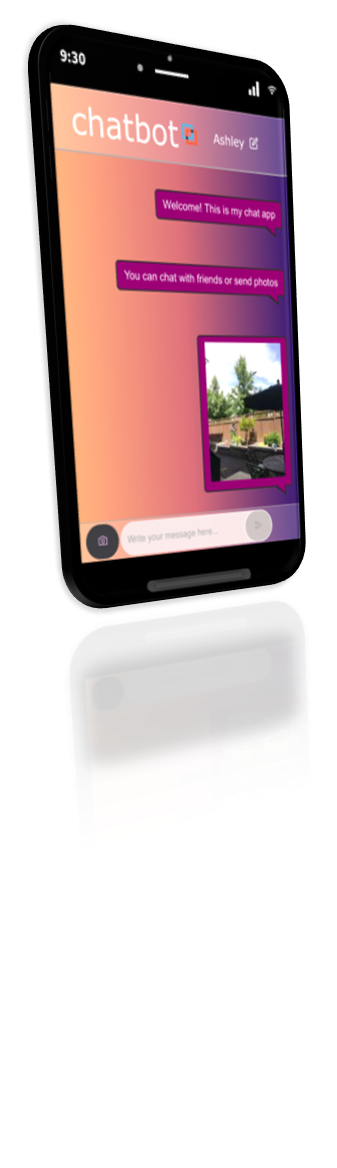 9:30
chatbot
Ashley
Welcome! This is my chat app
You can chat with friends or send photos
Write your message here...